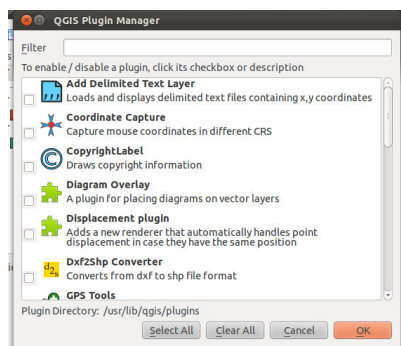 QGIS Plugin Manager
Filter
To enable / disable a plugin, click its checkbox or description
Add Delimited Text Layer
Loads and displays delimited text files containing x,y coordinates
Coordinate Capture
Capture mouse coordinates in different CRS
CopyrightLabel
Draws copyright information
Diagram Overlay
A plugin for placing diagrams on vector layers
Displacement plugin
Adds a new renderer that automatically handles point
displacement in case they have the same position
Dxf2Shp Converter
Converts from dxf to shp file format
GPS Tools
Plugin Directory: /usr/lib/qgis/plugins
Select All Clear All Cancel OK